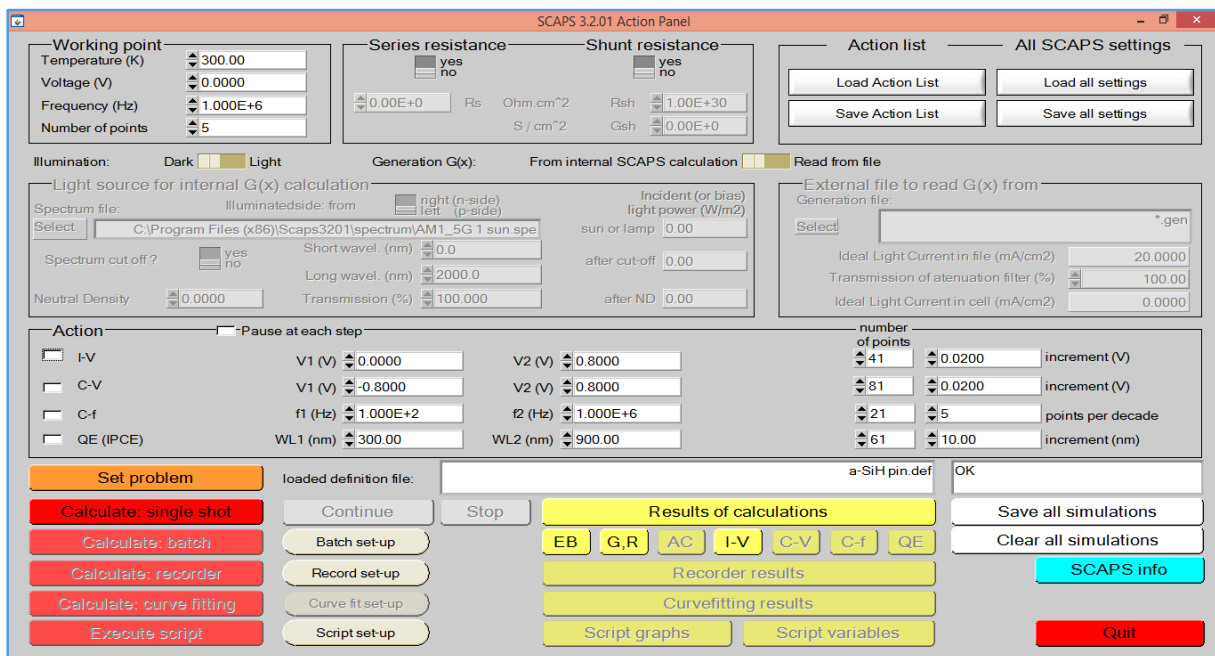 SCAPS 3.2.01 Action Panel
Working point
Temperature (K) 300.00
Voltage (V) 0.0000
Frequency (Hz) 1.000E+6
Number of points 5
Series resistance
yes
no
Shunt resistance
yes
no
0.00E+0 Rs Ohm.cm^2 Rsh 1.00E+30
S / cm^2 Gsh 0.00E+0
Action list
Load Action List
Save Action List
All SCAPS settings
Load all settings
Save all settings
Illumination: Dark Light Generation G(x): From internal SCAPS calculation Read from file
Light source for internal G(x) calculation
Spectrum file: Illuminatedside: from right (n-side)
left (p-side)
Incident (or bias)
light power (W/m2)
Select C:\Program Files (x86)\Scaps3201\spectrum\AM1_5G 1 sun.spe sun or lamp 0.00
Spectrum cut off ? yes
no
Short wavel. (nm) 0.0
Long wavel. (nm) 2000.0
after cut-off 0.00
Neutral Density 0.0000 Transmission (%) 100.000 after ND 0.00
External file to read G(x) from
Generation file:
Select *.gen
Ideal Light Current in file (mA/cm2) 20.0000
Transmission of atenuation filter (%) 100.00
Ideal Light Current in cell (mA/cm2) 0.0000
Action Pause at each step number
of points
I-V V1 (V) 0.0000 V2 (V) 0.8000 41 0.0200 increment (V)
C-V V1 (V) -0.8000 V2 (V) 0.8000 81 0.0200 increment (V)
C-f f1 (Hz) 1.000E+2 f2 (Hz) 1.000E+6 21 5 points per decade
QE (IPCE) WL1 (nm) 300.00 WL2 (nm) 900.00 61 10.00 increment (nm)
Set problem loaded definition file: a-SiH pin.def OK
Calculate: single shot Continue Stop Results of calculations Save all simulations
Calculate: batch Batch set-up EB G,R AC I-V C-V C-f QE Clear all simulations
Calculate: recorder Record set-up Recorder results SCAPS info
Calculate: curve fitting Curve fit set-up Curvefitting results
Execute script Script set-up Script graphs Script variables Quit